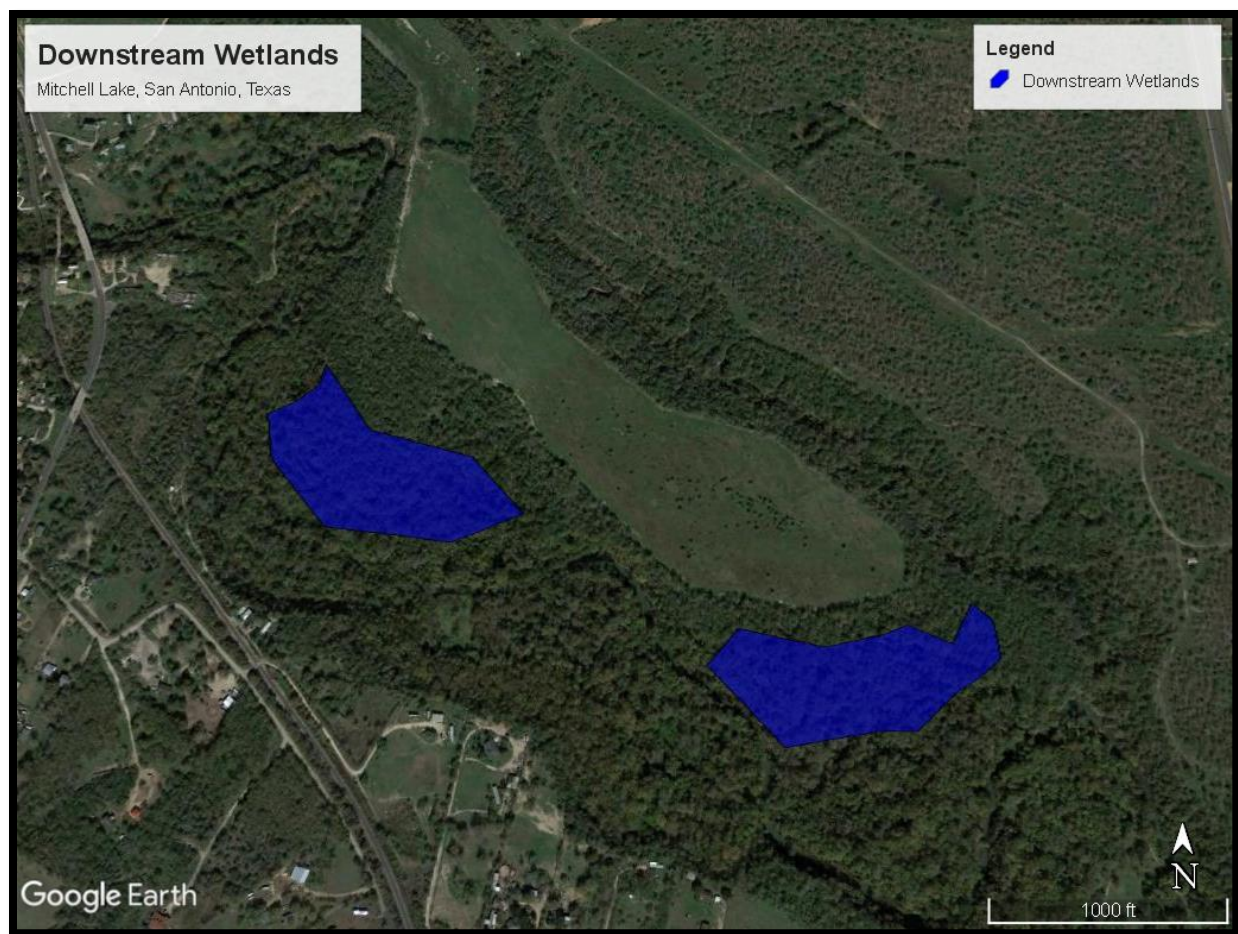 Downstream Wetlands
Mitchell Lake, San Antonio, Texas
Legend
Downstream Wetlands
N
Google Earth
1000 ft